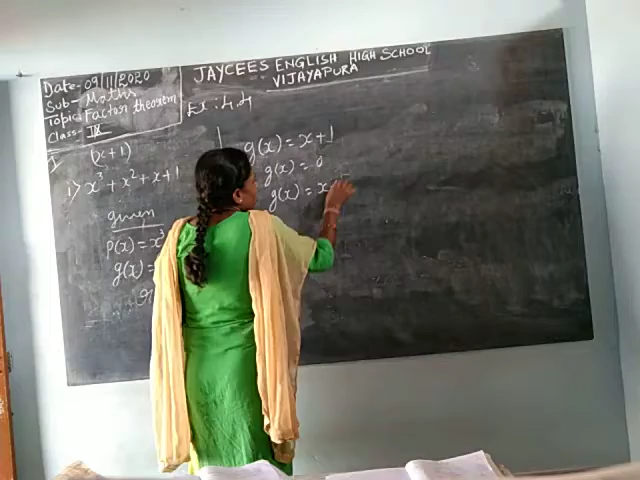 Date- 09/11/2020
Sub- Maths
Topic- Factor theorem
Class- IX
JAYCEES ENGLISH HIGH SCHOOL
VIJAYAPURA
Ex: 4.4
1 (x+1)
i> x³ + x² + x + 1
given
p(x) = x³
g(x) =
g(x) = x+1
g(x) = 0
g(x) = x